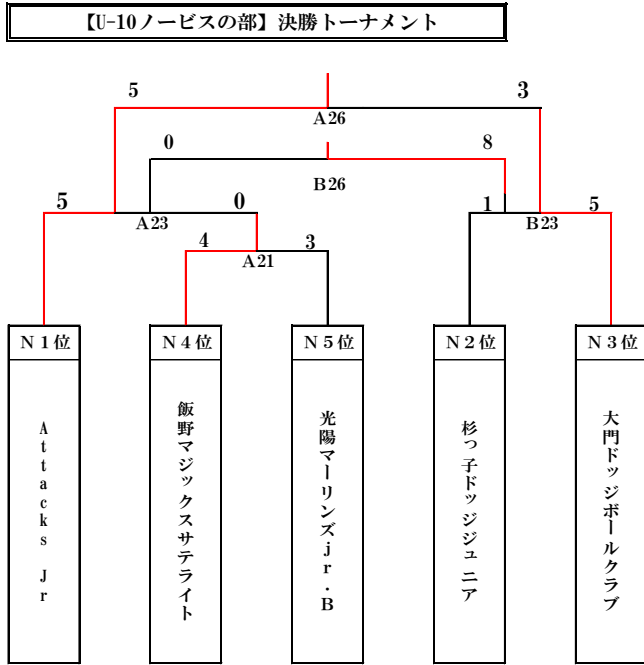 【U-10ノービスの部】決勝トーナメント
5
3
A26
0
8
B26
5
0
1
5
A23
B23
4
3
A21
N1位
N4位
N5位
N2位
N3位
Attacks Jr
飯野マジックスサテライト
光陽マーリンズjr.B
杉っ子ドッジジュニア
大門ドッジボールクラブ